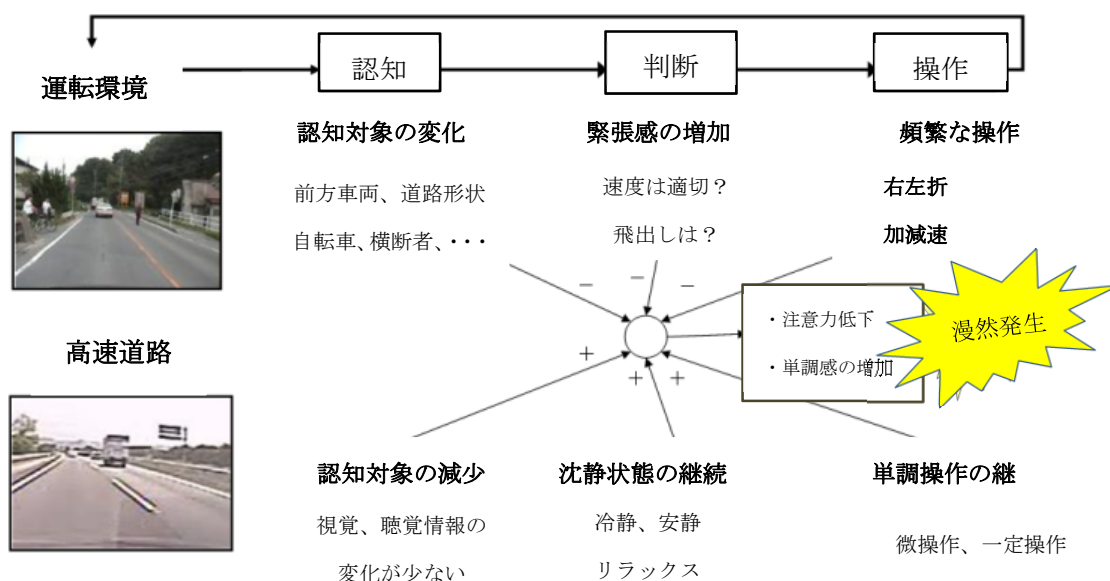 運転環境
認知
判断
操作
認知対象の変化
緊張感の増加
頻繁な操作
前方車両、道路形状
自転車、横断者、・・・
速度は適切？
飛出しは？
右左折
加減速
－
－
－
・注意力低下
・単調感の増加
漫然発生
高速道路
＋
＋
＋
認知対象の減少
沈静状態の継続
単調操作の継
視覚、聴覚情報の
変化が少ない
冷静、安静
リラックス
微操作、一定操作